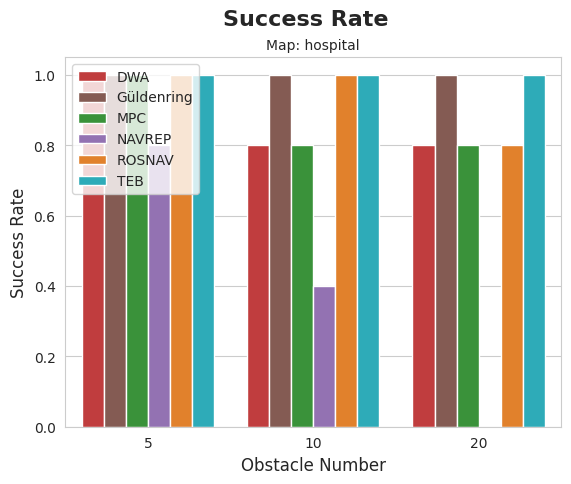 Success Rate
Map: hospital
DWA
Güldenring
MPC
NAVREP
ROSNAV
TEB
Success Rate
1.0
0.8
0.6
0.4
0.2
0.0
5 10 20
Obstacle Number